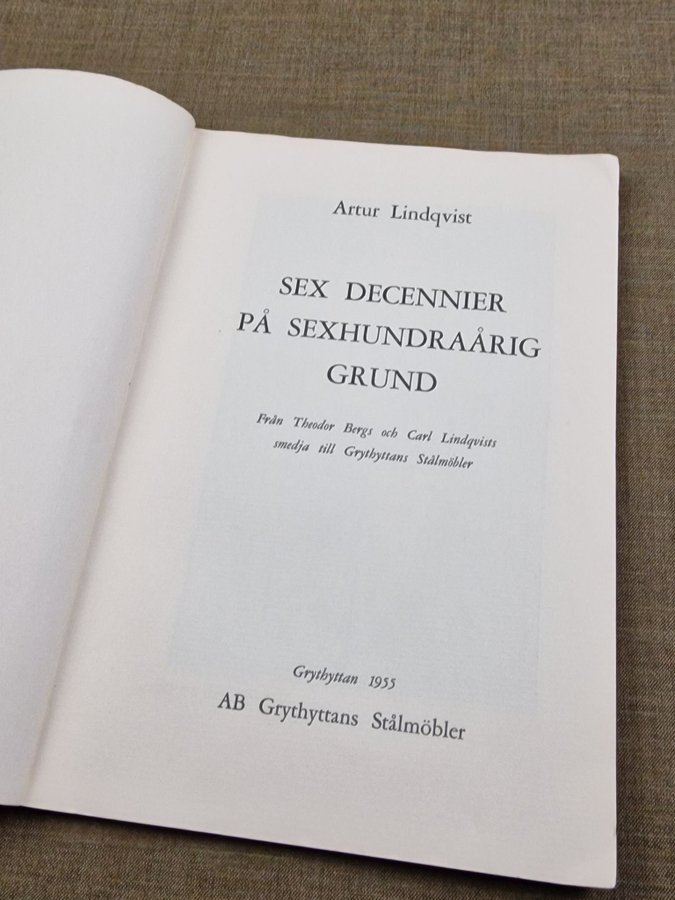 Artur Lindqvist
SEX DECENNIER
PÅ SEXHUNDRAÅRIG
GRUND
Från Theodor Bergs och Carl Lindqvists
smedja till Grythyttans Stålmöbler
Grythyttan 1955
AB Grythyttans Stålmöbler